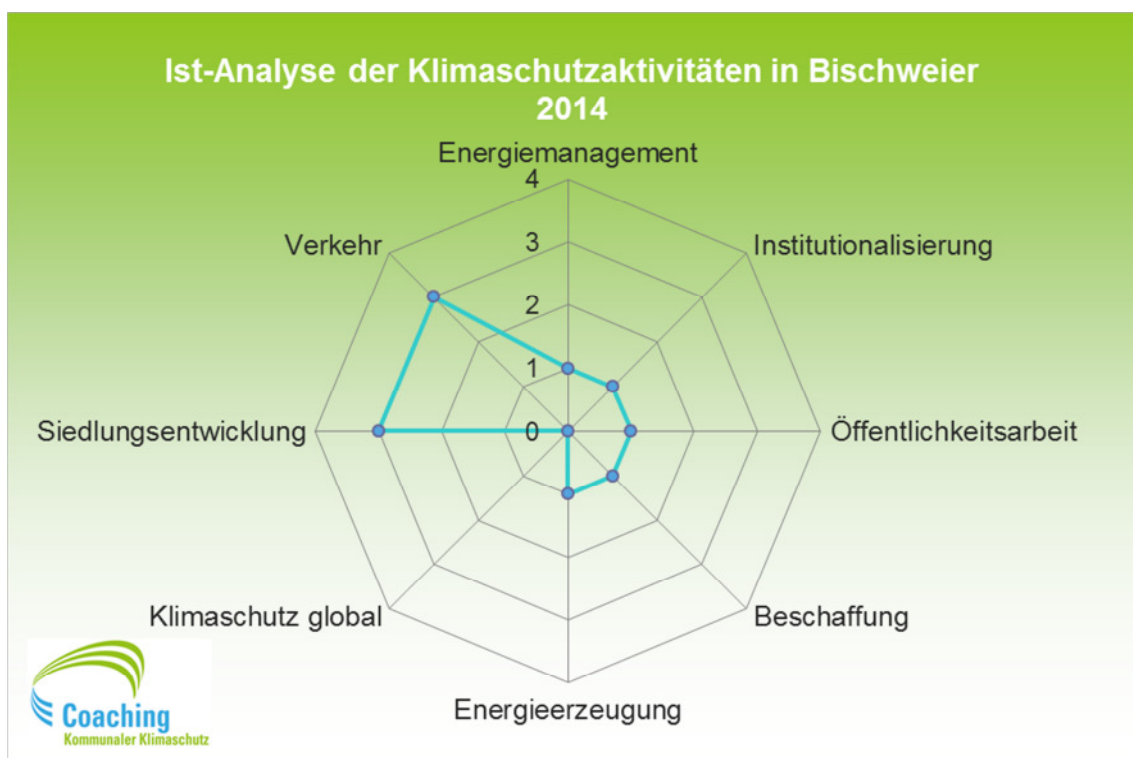 Ist-Analyse der Klimaschutzaktivitäten in Bischweier
2014
Energiemanagement
4
Verkehr
3
Institutionalisierung
2
1
Siedlungsentwicklung
0
Öffentlichkeitsarbeit
Klimaschutz global
Beschaffung
Energieerzeugung
Coaching
Kommunaler Klimaschutz